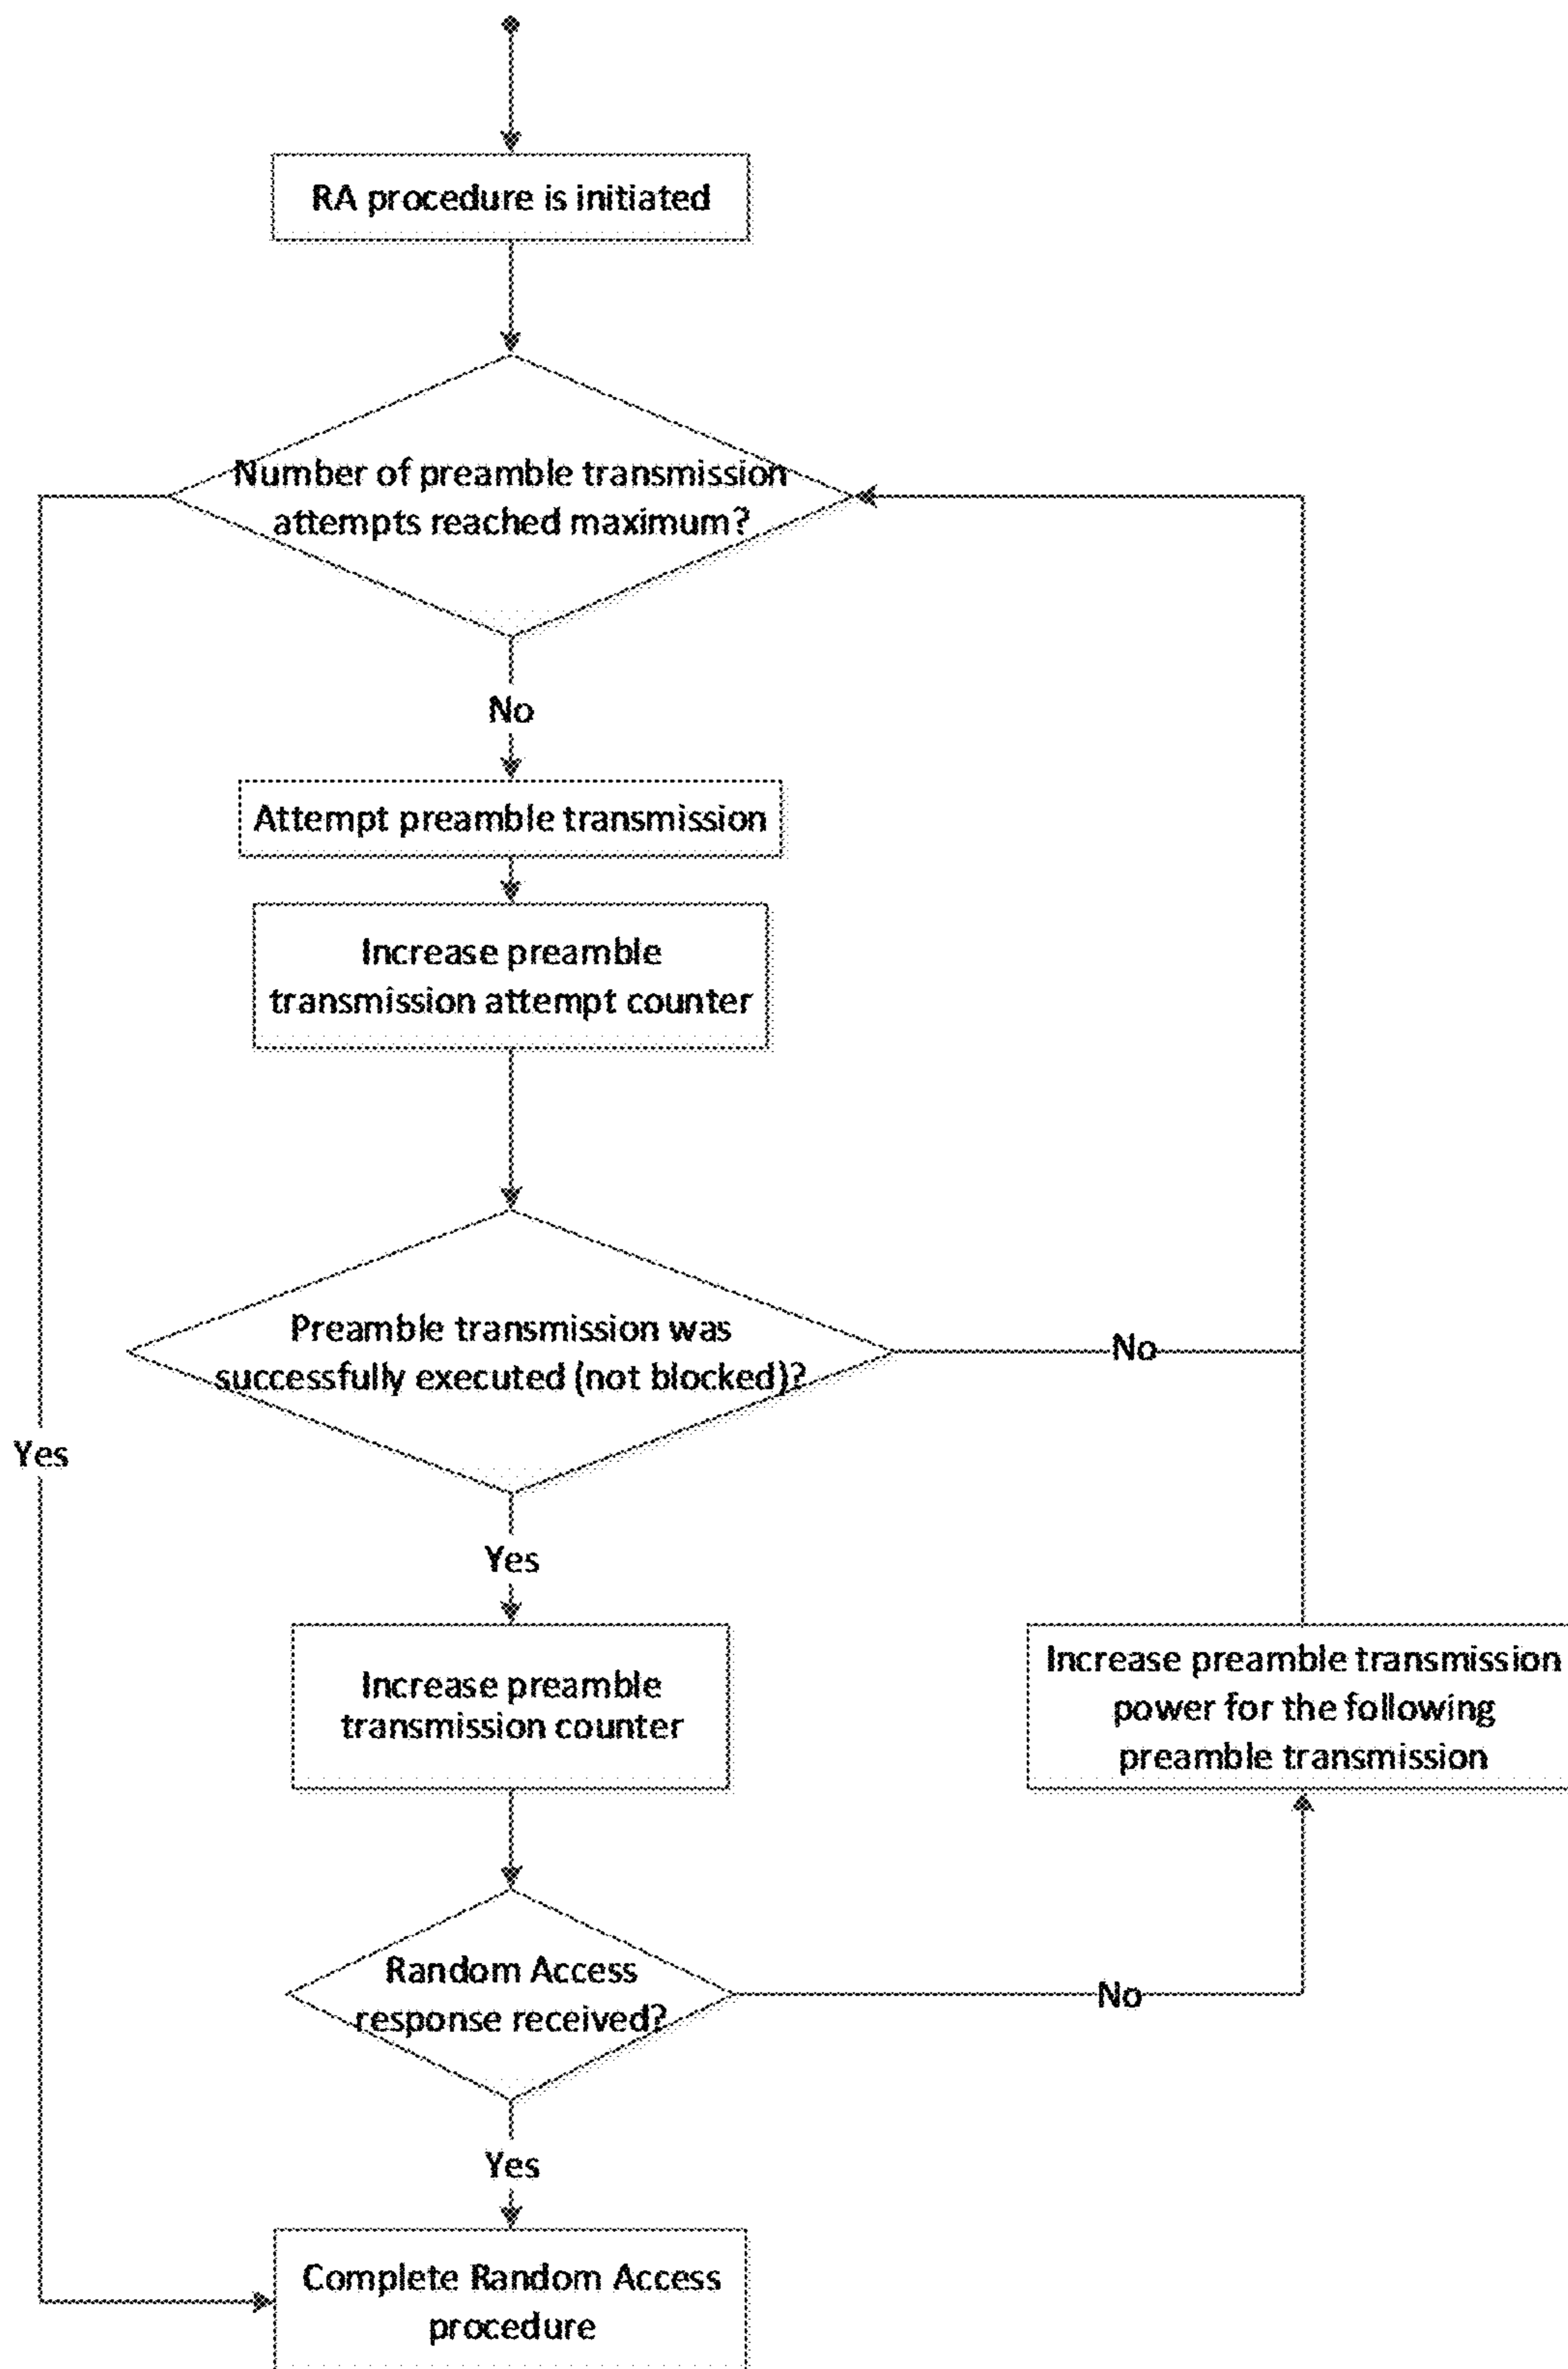 RA procedure is initiated
Number of preamble transmission
attempts reached maximum?
No
Attempt preamble transmission
Increase preamble
transmission attempt counter
Preamble transmission was
successfully executed (not blocked)?
No
Yes
Yes
Increase preamble
transmission counter
Increase preamble transmission
power for the following
preamble transmission
Random Access
response received?
No
Yes
Complete Random Access
procedure